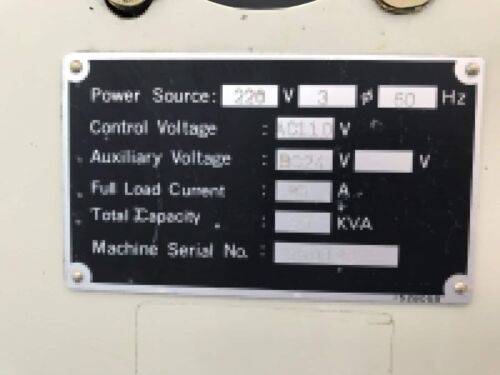 Power Source: 220 V 3 ø 60 Hz
Control Voltage : AC110 V
Auxiliary Voltage : DC24 V V
Full Load Current : A
Total Capacity : KVA
Machine Serial No. :